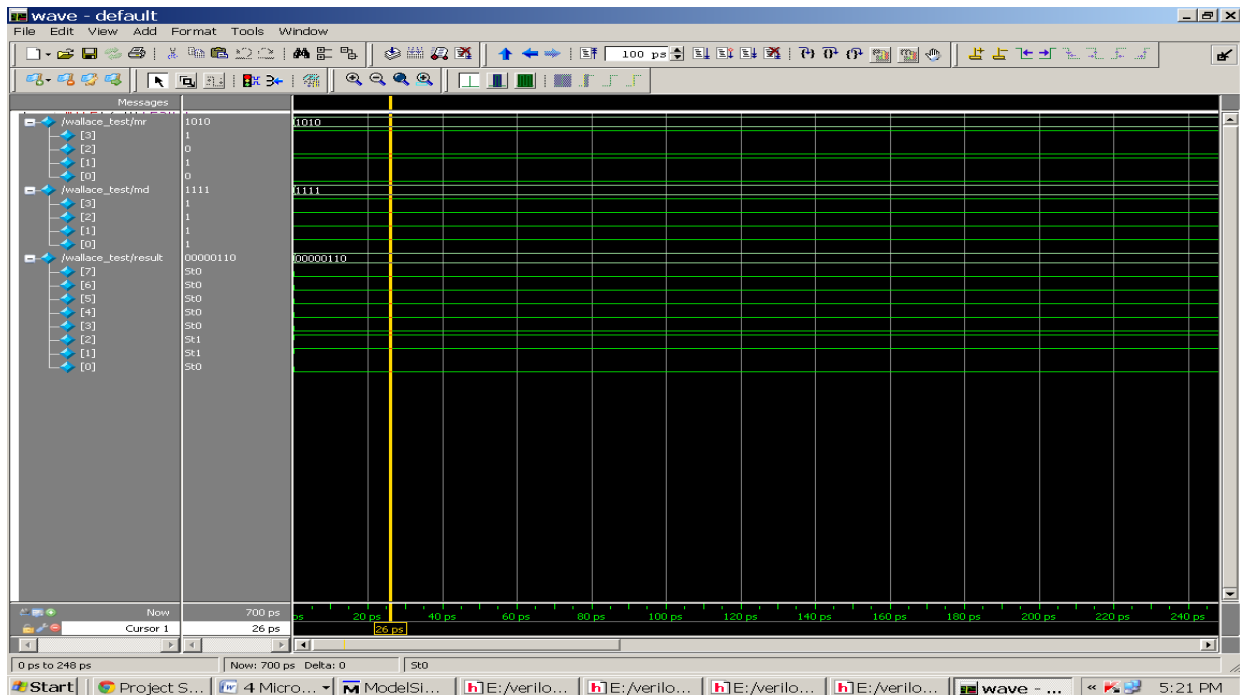 wave - default
File Edit View Add Format Tools Window
100 ps
Messages
/wallace_test/mr 1010 1010
[3] 1
[2] 0
[1] 1
[0] 0
/wallace_test/md 1111 1111
[3] 1
[2] 1
[1] 1
[0] 1
/wallace_test/result 00000110 00000110
[7] St0
[6] St0
[5] St0
[4] St0
[3] St0
[2] St1
[1] St1
[0] St0
Now 700 ps ps 20 ps 40 ps 60 ps 80 ps 100 ps 120 ps 140 ps 160 ps 180 ps 200 ps 220 ps 240 ps
Cursor 1 26 ps 26 ps
0 ps to 248 ps Now: 700 ps Delta: 0 St0
Start Project S... 4 Micro... ModelSi... E:/verilo... E:/verilo... E:/verilo... E:/verilo... wave - ... « 5:21 PM